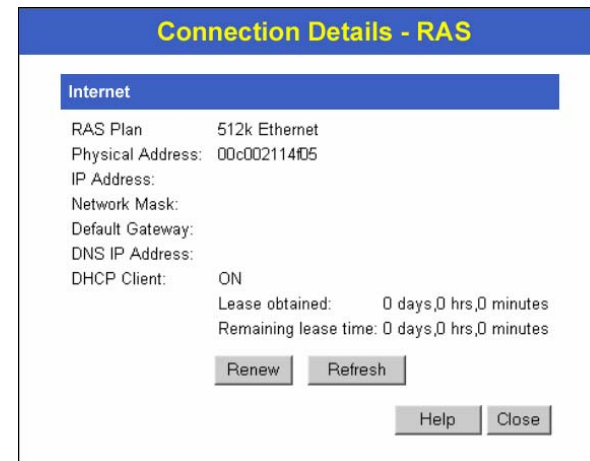 Connection Details - RAS
Internet
RAS Plan 512k Ethernet
Physical Address: 00c002114f05
IP Address:
Network Mask:
Default Gateway:
DNS IP Address:
DHCP Client: ON
Lease obtained: 0 days,0 hrs,0 minutes
Remaining lease time: 0 days,0 hrs,0 minutes
Renew Refresh
Help Close